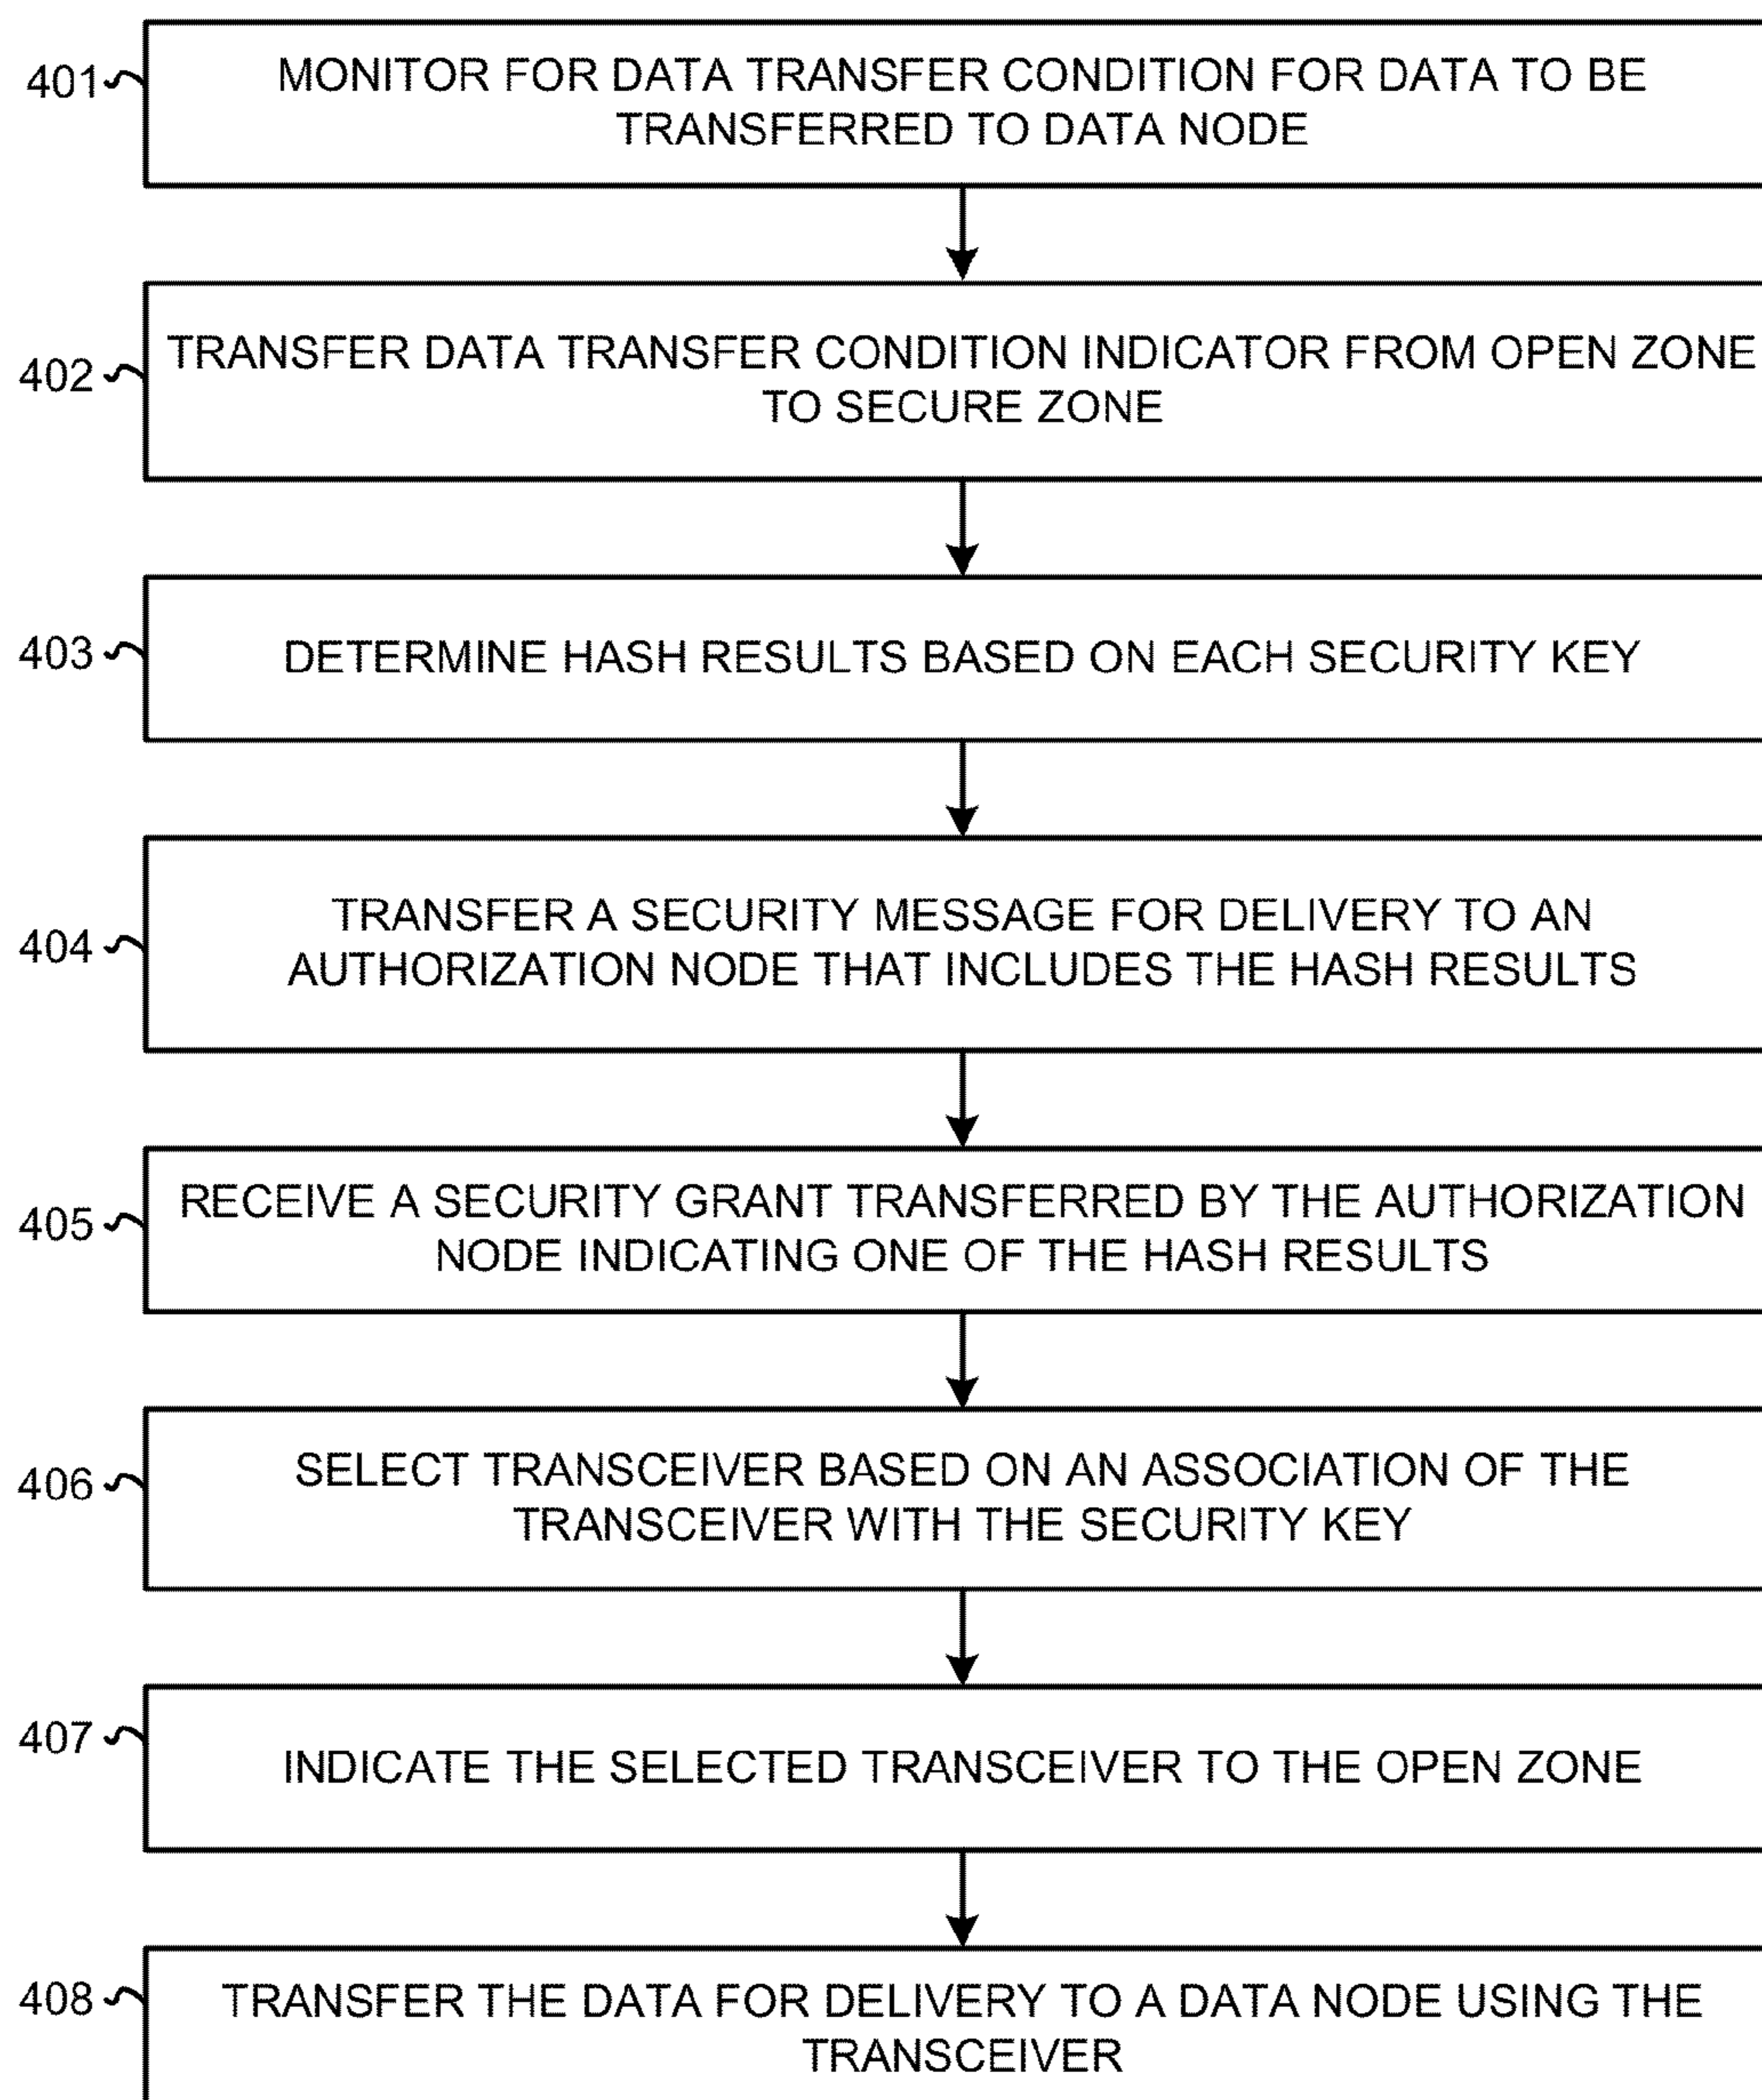 401
MONITOR FOR DATA TRANSFER CONDITION FOR DATA TO BE
TRANSFERRED TO DATA NODE
402
TRANSFER DATA TRANSFER CONDITION INDICATOR FROM OPEN ZONE
TO SECURE ZONE
403
DETERMINE HASH RESULTS BASED ON EACH SECURITY KEY
404
TRANSFER A SECURITY MESSAGE FOR DELIVERY TO AN
AUTHORIZATION NODE THAT INCLUDES THE HASH RESULTS
405
RECEIVE A SECURITY GRANT TRANSFERRED BY THE AUTHORIZATION
NODE INDICATING ONE OF THE HASH RESULTS
406
SELECT TRANSCEIVER BASED ON AN ASSOCIATION OF THE
TRANSCEIVER WITH THE SECURITY KEY
407
INDICATE THE SELECTED TRANSCEIVER TO THE OPEN ZONE
408
TRANSFER THE DATA FOR DELIVERY TO A DATA NODE USING THE
TRANSCEIVER